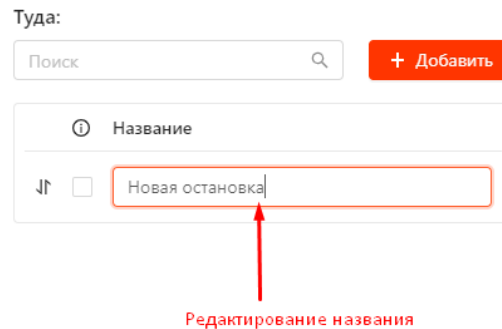 Туда:
Поиск
+ Добавить
Название
Новая остановка
Редактирование названия